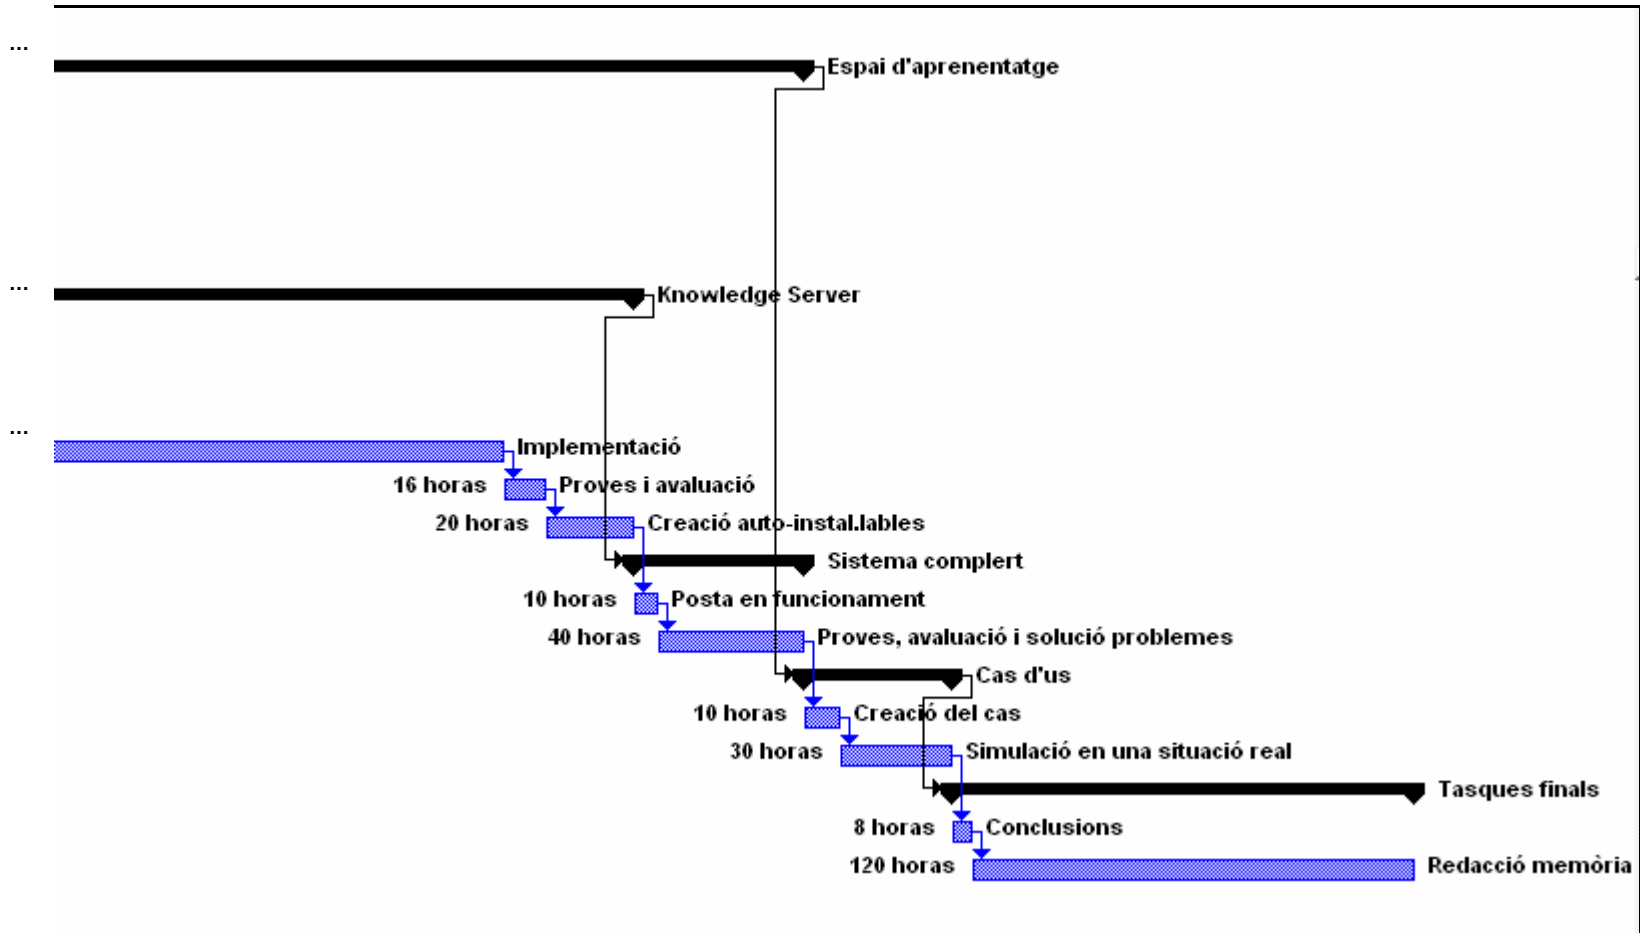 ...
Espai d'aprenentatge
...
Knowledge Server
...
Implementació
16 horas Proves i avaluació
20 horas Creació auto-instal.lables
Sistema complert
10 horas Posta en funcionament
40 horas Proves, avaluació i solució problemes
Cas d'us
10 horas Creació del cas
30 horas Simulació en una situació real
Tasques finals
8 horas Conclusions
120 horas Redacció memòria